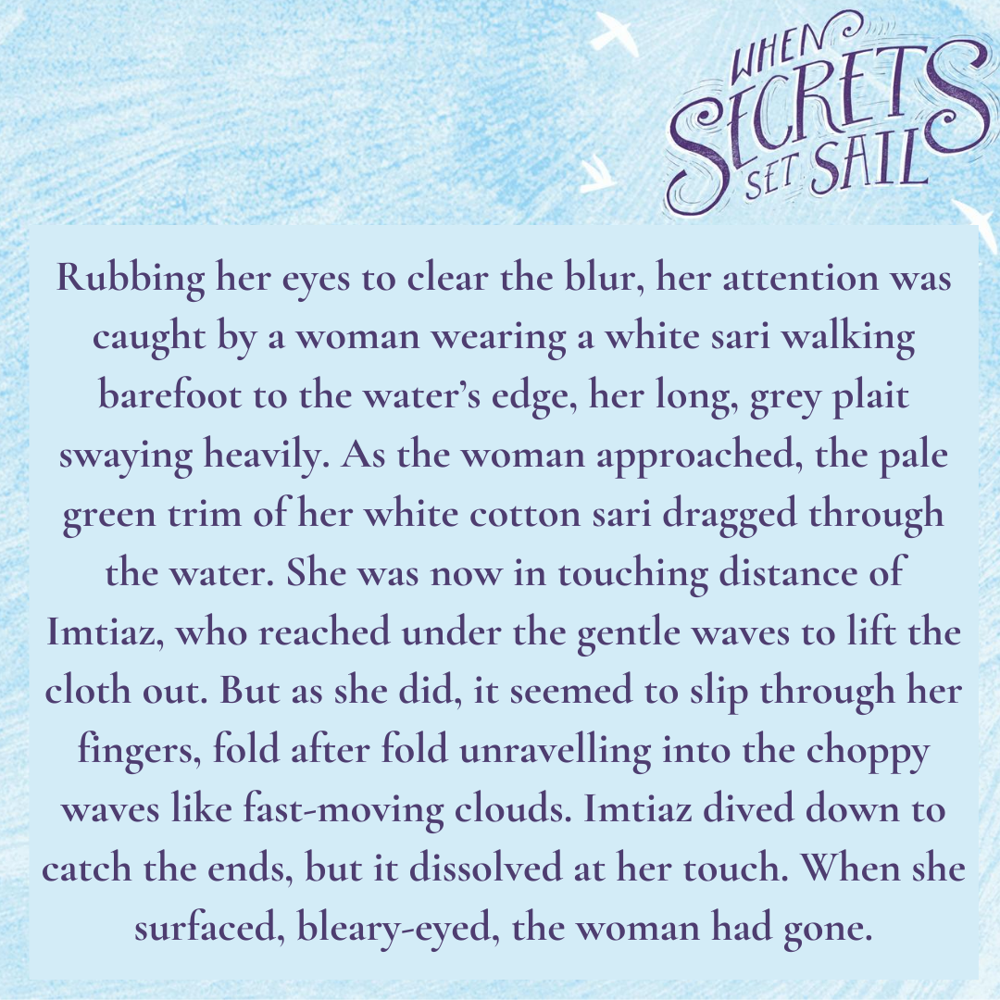 WHEN
SECRETS
SET SAIL
Rubbing her eyes to clear the blur, her attention was
caught by a woman wearing a white sari walking
barefoot to the water’s edge, her long, grey plait
swaying heavily. As the woman approached, the pale
green trim of her white cotton sari dragged through
the water. She was now in touching distance of
Imtiaz, who reached under the gentle waves to lift the
cloth out. But as she did, it seemed to slip through her
fingers, fold after fold unravelling into the choppy
waves like fast-moving clouds. Imtiaz dived down to
catch the ends, but it dissolved at her touch. When she
surfaced, bleary-eyed, the woman had gone.